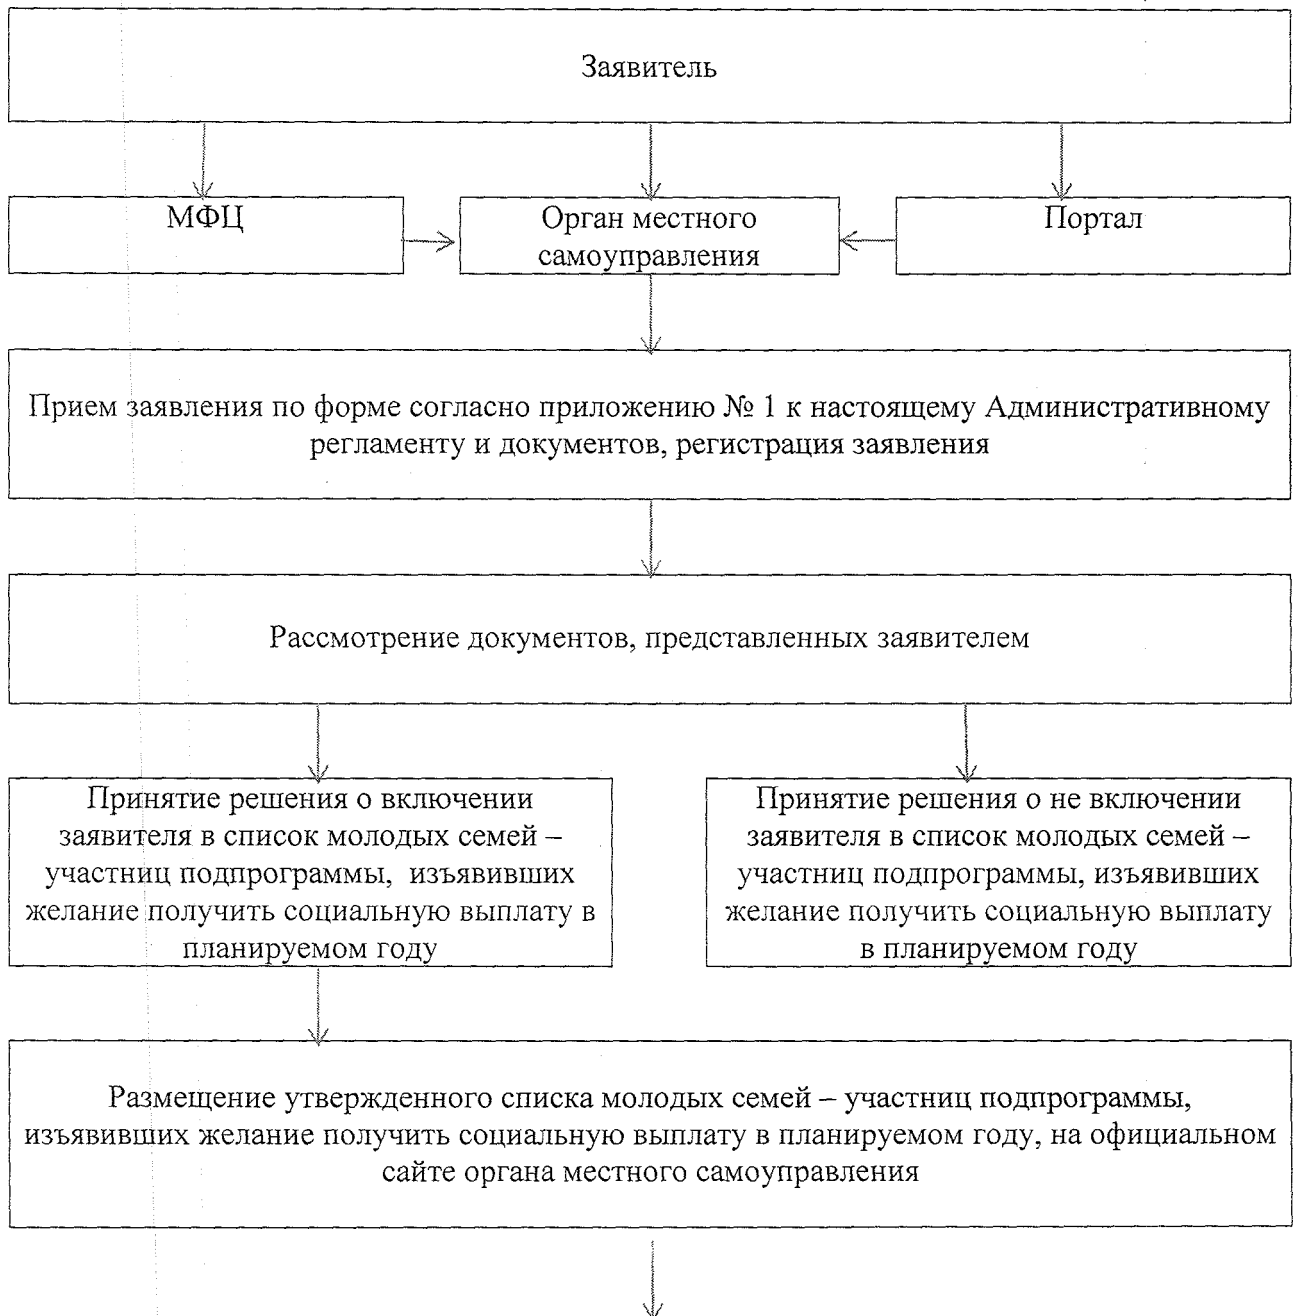 Заявитель
МФЦ
Орган местного
самоуправления
Портал
Прием заявления по форме согласно приложению № 1 к настоящему Административному
регламенту и документов, регистрация заявления
Рассмотрение документов, представленных заявителем
Принятие решения о включении
заявителя в список молодых семей –
участниц подпрограммы, изъявивших
желание получить социальную выплату в
планируемом году
Принятие решения о не включении
заявителя в список молодых семей –
участниц подпрограммы, изъявивших
желание получить социальную выплату
в планируемом году
Размещение утвержденного списка молодых семей – участниц подпрограммы,
изъявивших желание получить социальную выплату в планируемом году, на официальном
сайте органа местного самоуправления